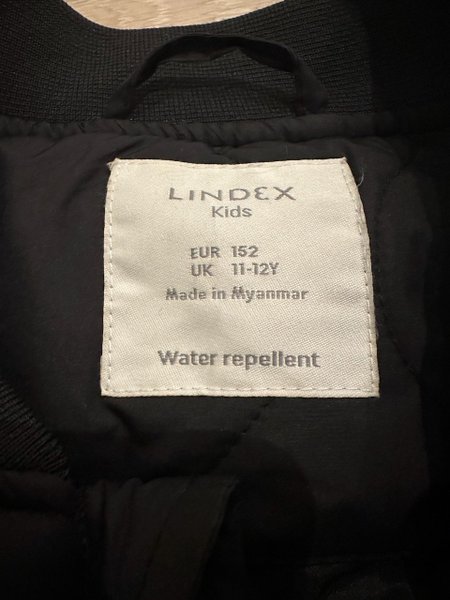 LINDEX
Kids
EUR 152
UK 11-12Y
Made in Myanmar
Water repellent